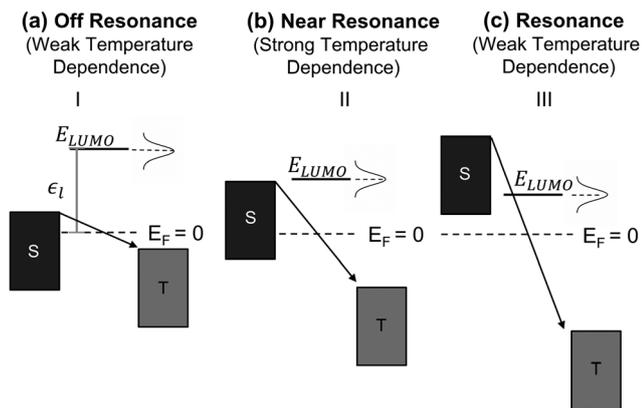 (a) Off Resonance
(Weak Temperature
Dependence)
I
E_LUMO
ϵ_l
S
E_F = 0
T
(b) Near Resonance
(Strong Temperature
Dependence)
II
E_LUMO
S
E_F = 0
T
(c) Resonance
(Weak Temperature
Dependence)
III
S
E_LUMO
E_F = 0
T